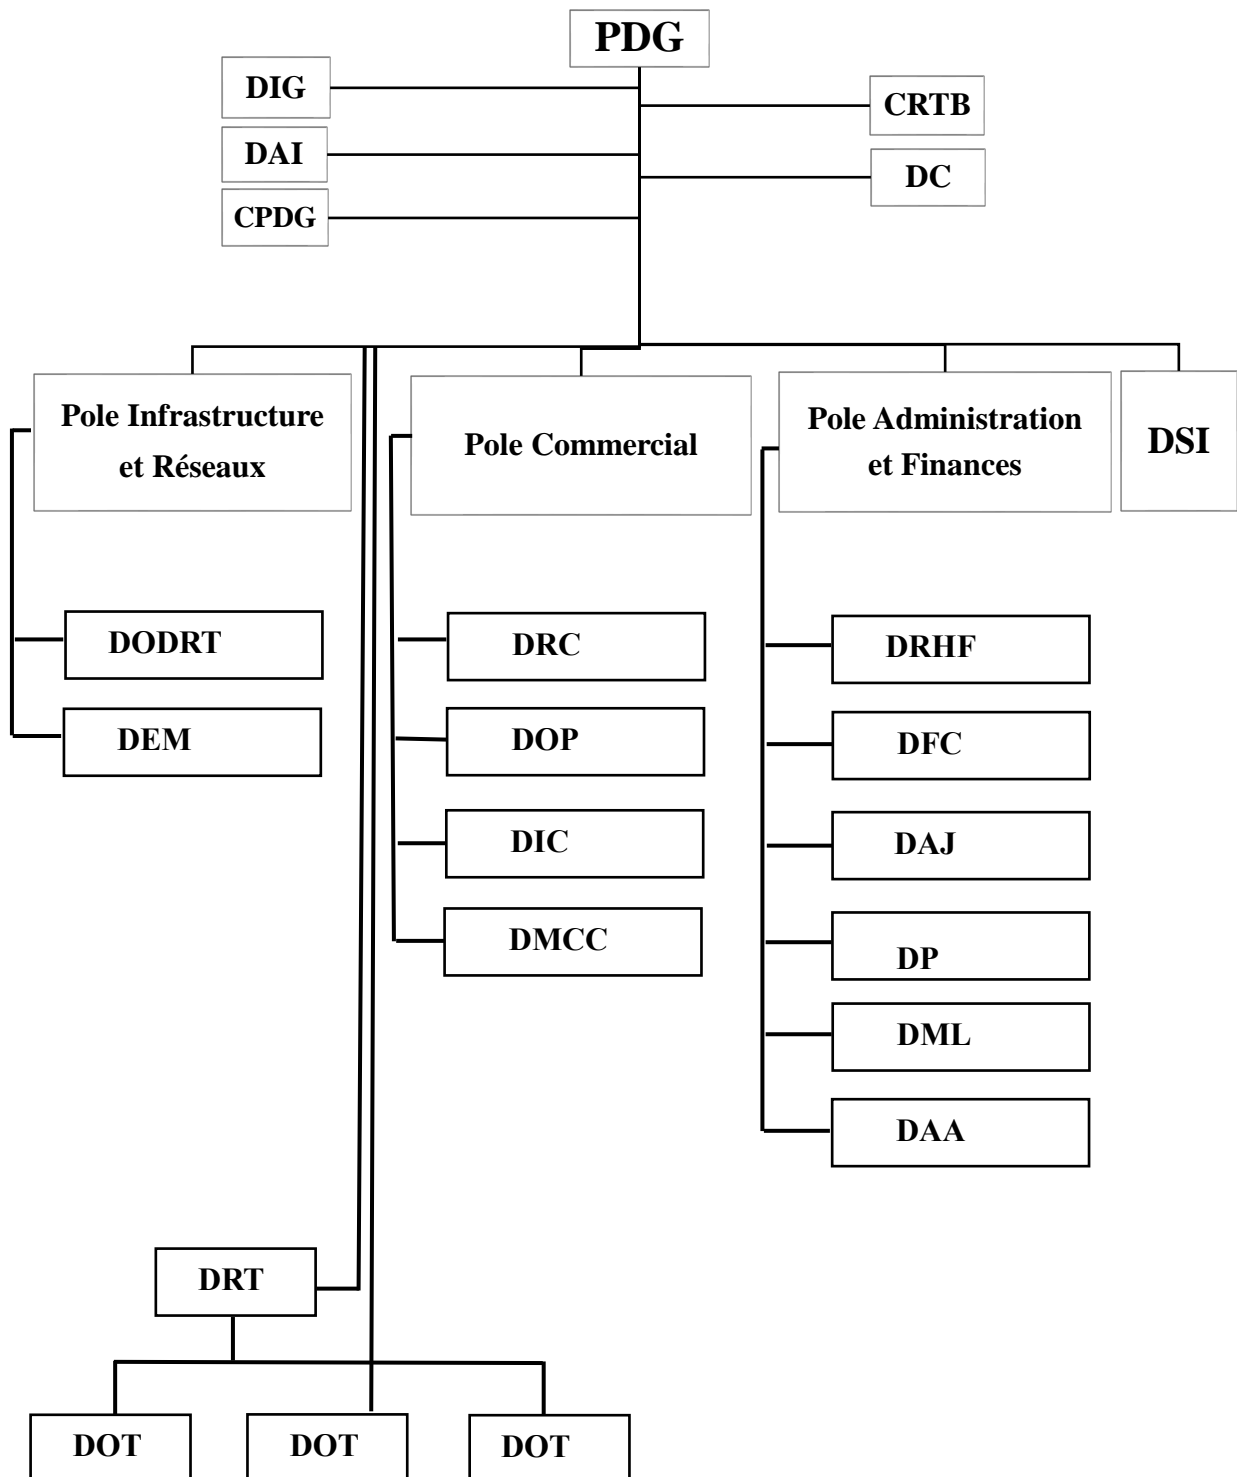 PDG
DIG
CRTB
DAI
DC
CPDG
Pole Infrastructure
et Réseaux
Pole Commercial
Pole Administration
et Finances
DSI
DODRT
DEM
DRC
DOP
DIC
DMCC
DRHF
DFC
DAJ
DP
DML
DAA
DRT
DOT
DOT
DOT